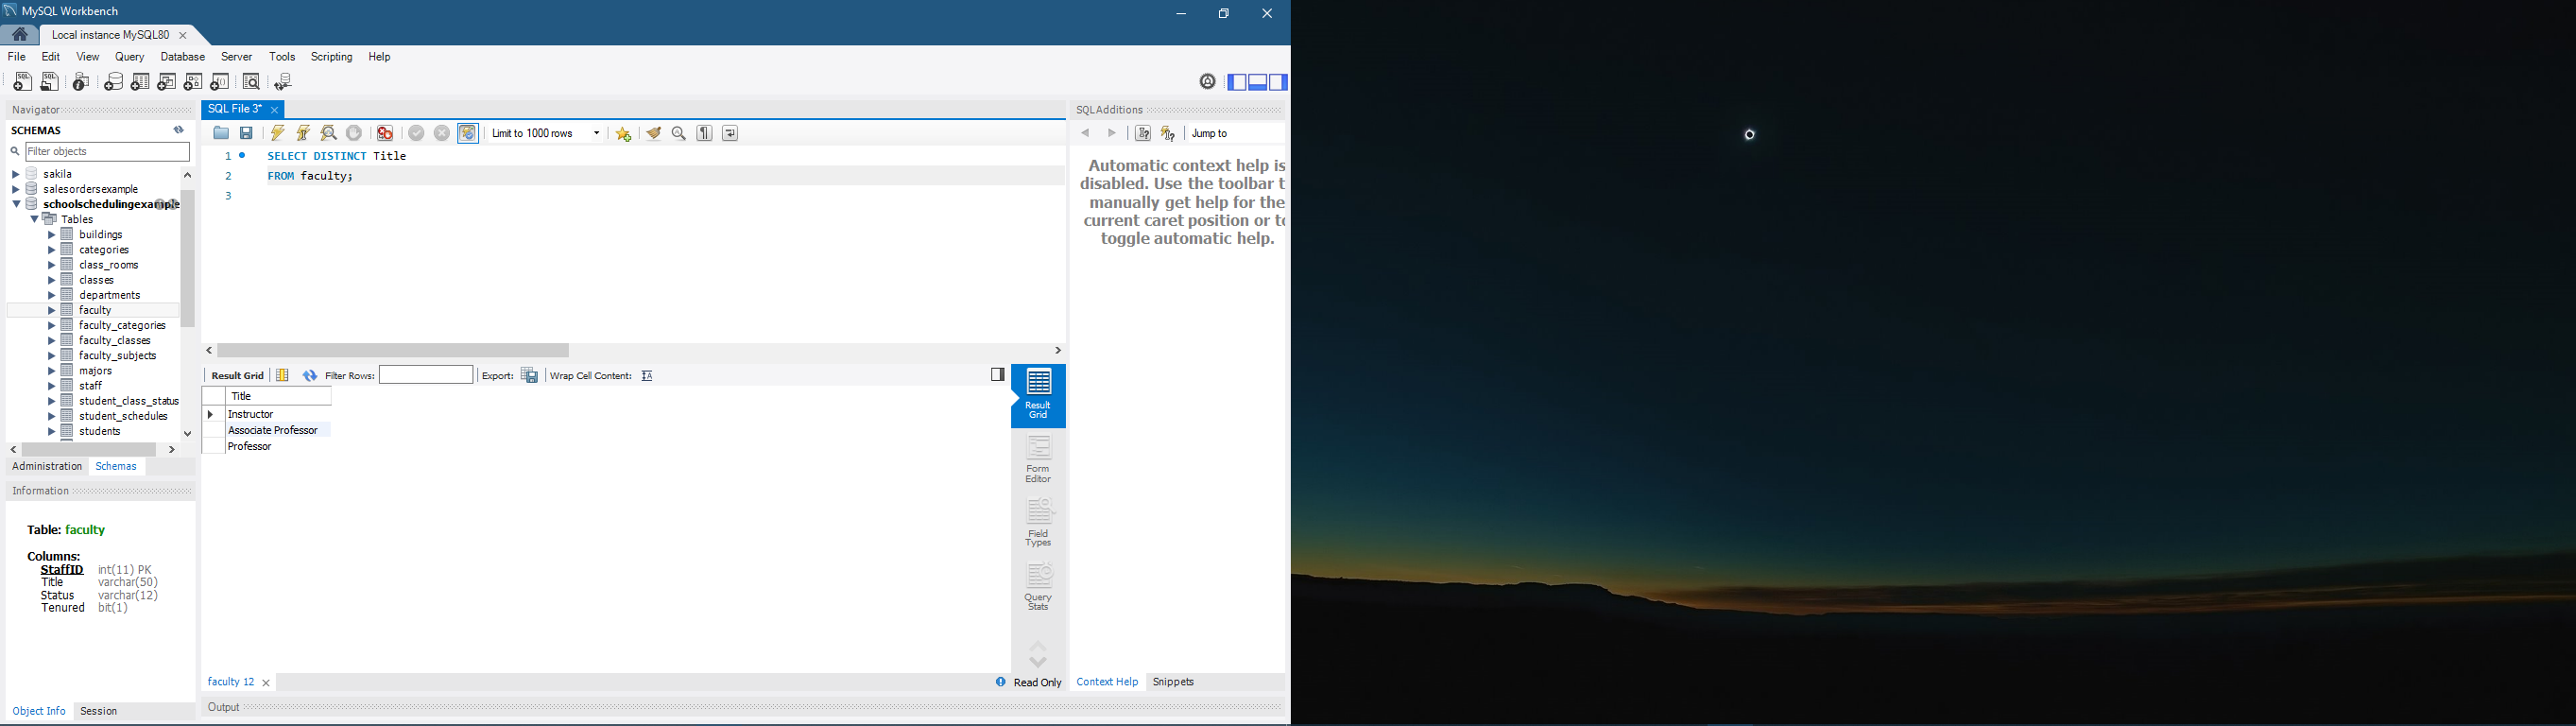 MySQL Workbench
Local instance MySQL80
File Edit View Query Database Server Tools Scripting Help
Navigator
SCHEMAS
Filter objects
sakila
salesordersexample
schoolschedulingexample
Tables
buildings
categories
class_rooms
classes
departments
faculty
faculty_categories
faculty_classes
faculty_subjects
majors
staff
student_class_status
student_schedules
students
Administration Schemas
Information
Table: faculty
Columns:
StaffID int(11) PK
Title varchar(50)
Status varchar(12)
Tenured bit(1)
Object Info Session
SQL File 3*
Limit to 1000 rows
1 SELECT DISTINCT Title
2 FROM faculty;
3
Result Grid Filter Rows: Export: Wrap Cell Content:
Title
Instructor
Associate Professor
Professor
Result
Grid
Form
Editor
Field
Types
Query
Stats
faculty 12 Read Only
Output
SQLAdditions
Jump to
Automatic context help is
disabled. Use the toolbar t
manually get help for the
current caret position or to
toggle automatic help.
Context Help Snippets